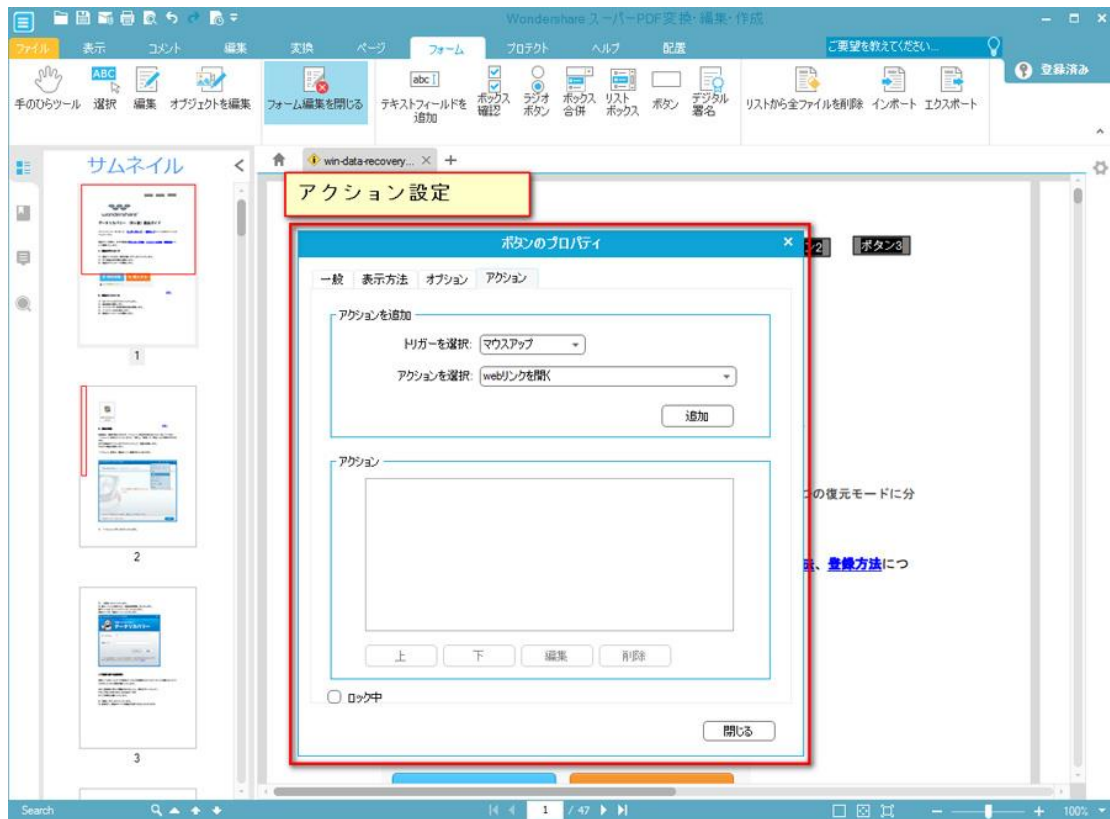 Wondershare スーパーPDF変換・編集・作成
ファイル 表示 コメント 編集 変換 ページ フォーム プロテクト ヘルプ 配置 ご要望を教えてください...
登録済み
手のひらツール 選択 編集 オブジェクトを編集 フォーム編集を閉じる テキストフィールドを追加 ボックス確認 ラジオボタン ボックス合併 リストボックス ボタン デジタル署名 リストから全ファイルを削除 インポート エクスポート
サムネイル
win-data-recovery...
アクション設定
ボタンのプロパティ
ボタン3
一般 表示方法 オプション アクション
アクションを追加
トリガーを選択: マウスアップ
アクションを選択: webリンクを開く
追加
アクション
の復元モードに分
、登録方法につ
上 下 編集 削除
ロック中
閉じる
1
2
3
Search 1 / 47 100%